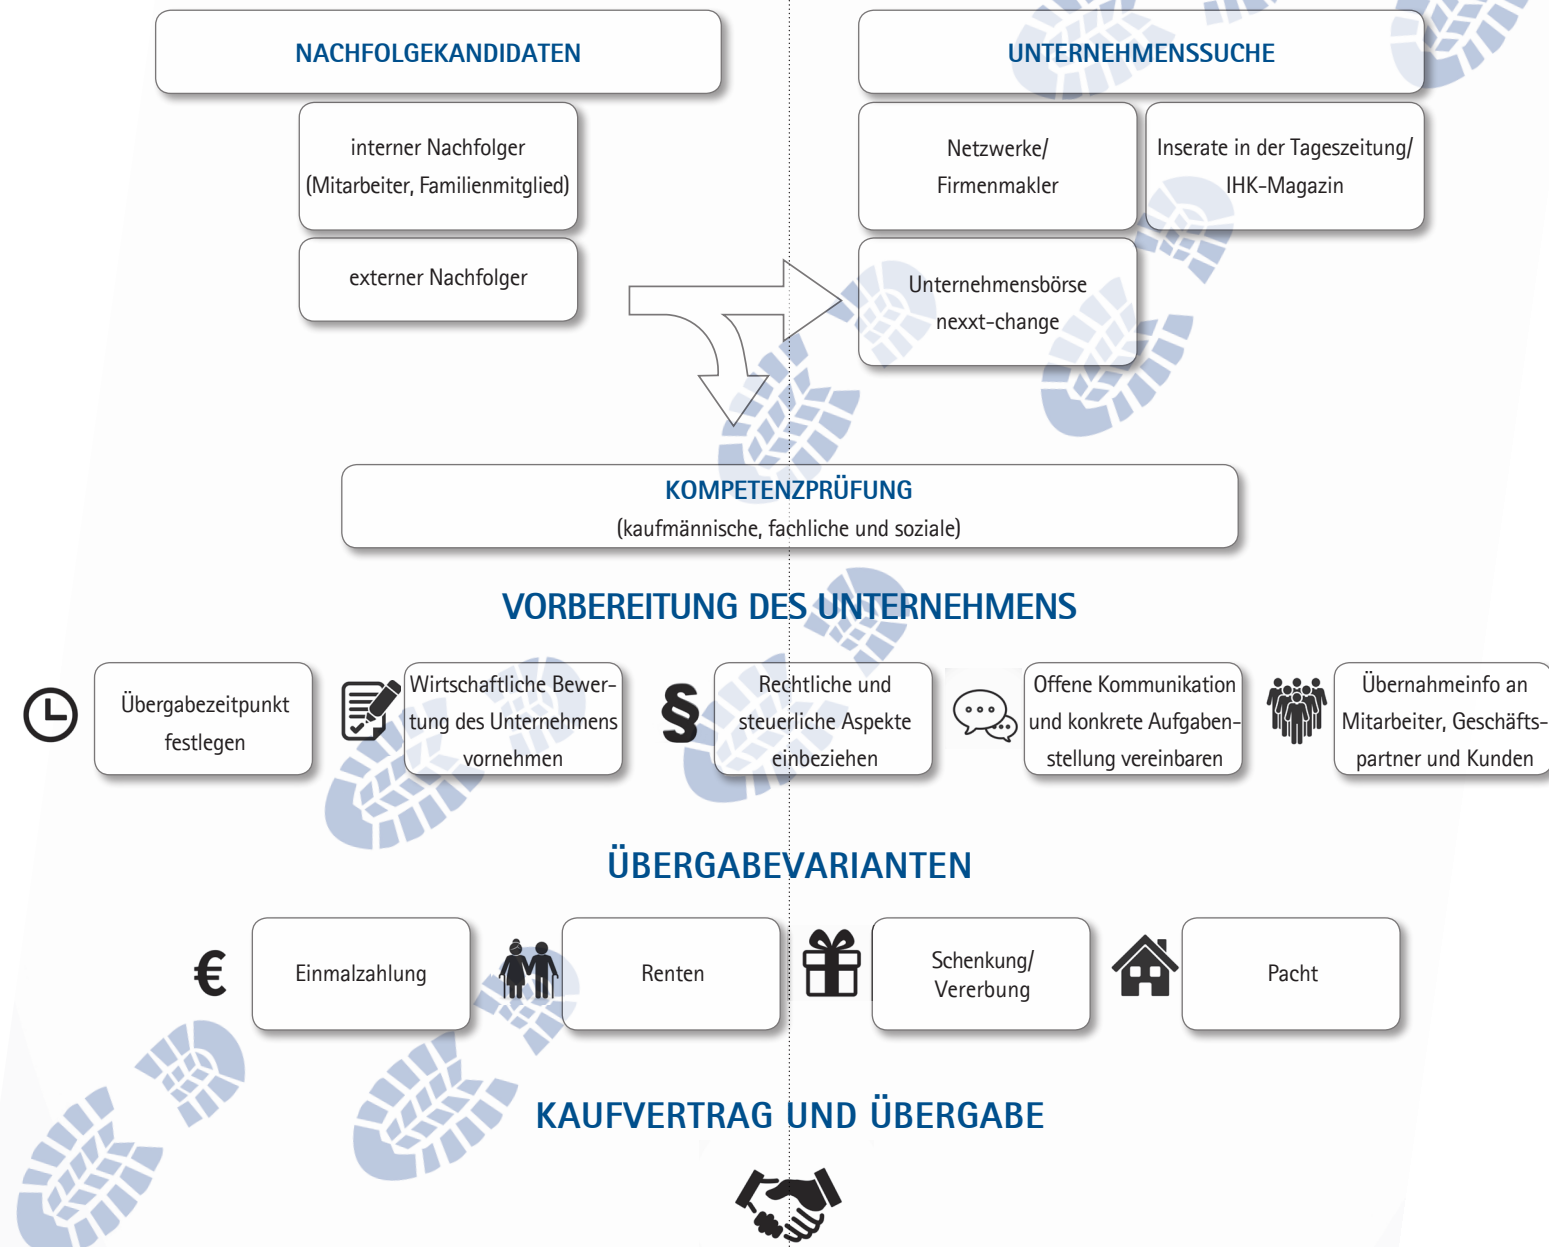 NACHFOLGEKANDIDATEN
interner Nachfolger
(Mitarbeiter, Familienmitglied)
externer Nachfolger
UNTERNEHMENSSUCHE
Netzwerke/
Firmenmakler
Inserate in der Tageszeitung/
IHK-Magazin
Unternehmensbörse
nexxt-change
KOMPETENZPRÜFUNG
(kaufmännische, fachliche und soziale)
VORBEREITUNG DES UNTERNEHMENS
Übergabezeitpunkt
festlegen
Wirtschaftliche Bewer-
tung des Unternehmens
vornehmen
§
Rechtliche und
steuerliche Aspekte
einbeziehen
Offene Kommunikation
und konkrete Aufgaben-
stellung vereinbaren
Übernahmeinfo an
Mitarbeiter, Geschäfts-
partner und Kunden
ÜBERGABEVARIANTEN
€
Einmalzahlung
Renten
Schenkung/
Vererbung
Pacht
KAUFVERTRAG UND ÜBERGABE